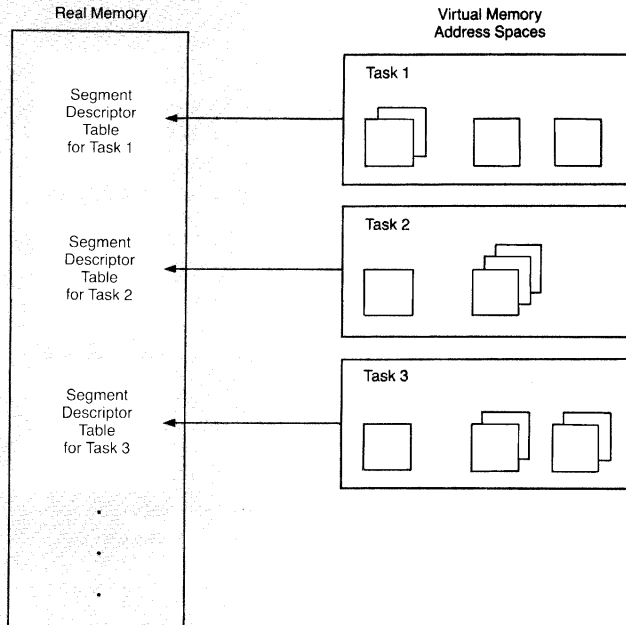 Real Memory
Virtual Memory
Address Spaces
Segment
Descriptor
Table
for Task 1
Task 1
Segment
Descriptor
Table
for Task 2
Task 2
Segment
Descriptor
Table
for Task 3
Task 3